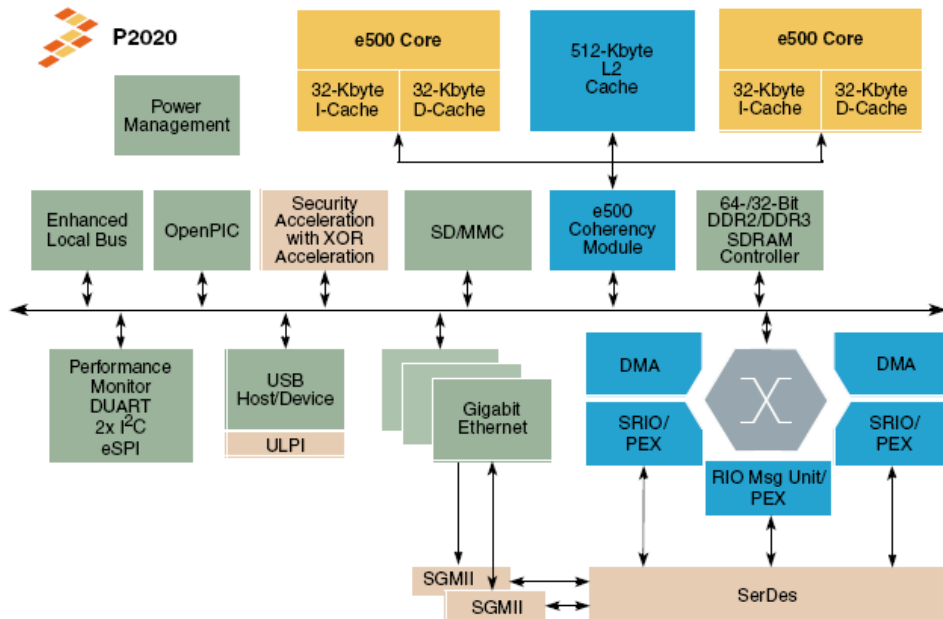 P2020
Power
Management
e500 Core
32-Kbyte
I-Cache
32-Kbyte
D-Cache
512-Kbyte
L2
Cache
e500 Core
32-Kbyte
I-Cache
32-Kbyte
D-Cache
Enhanced
Local Bus
OpenPIC
Security
Acceleration
with XOR
Acceleration
SD/MMC
e500
Coherency
Module
64-/32-Bit
DDR2/DDR3
SDRAM
Controller
Performance
Monitor
DUART
2x I²C
eSPI
USB
Host/Device
ULPI
Gigabit
Ethernet
DMA
SRIO/
PEX
RIO Msg Unit/
PEX
DMA
SRIO/
PEX
SGMII
SGMII
SerDes